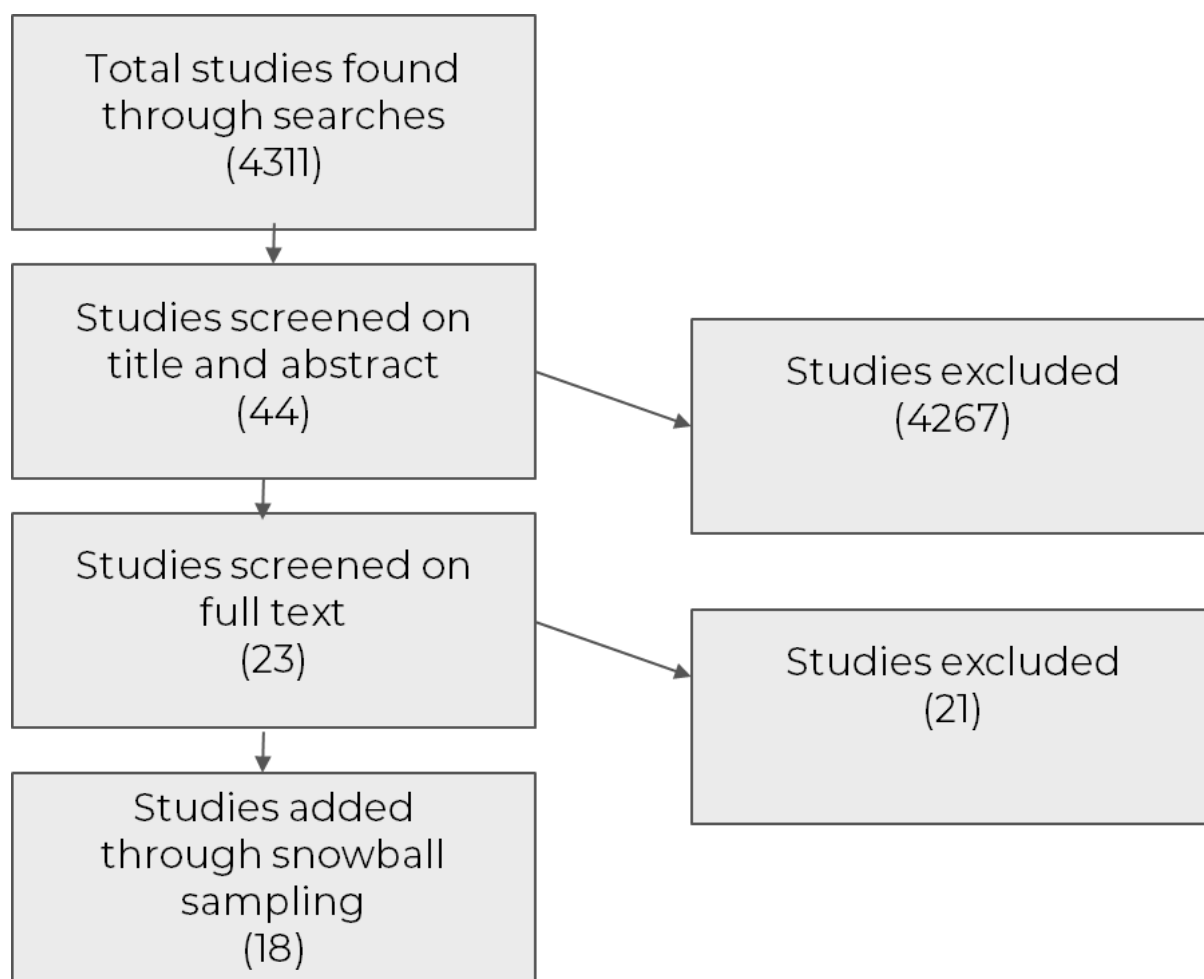 Total studies found
through searches
(4311)
Studies screened on
title and abstract
(44)
Studies excluded
(4267)
Studies screened on
full text
(23)
Studies excluded
(21)
Studies added
through snowball
sampling
(18)